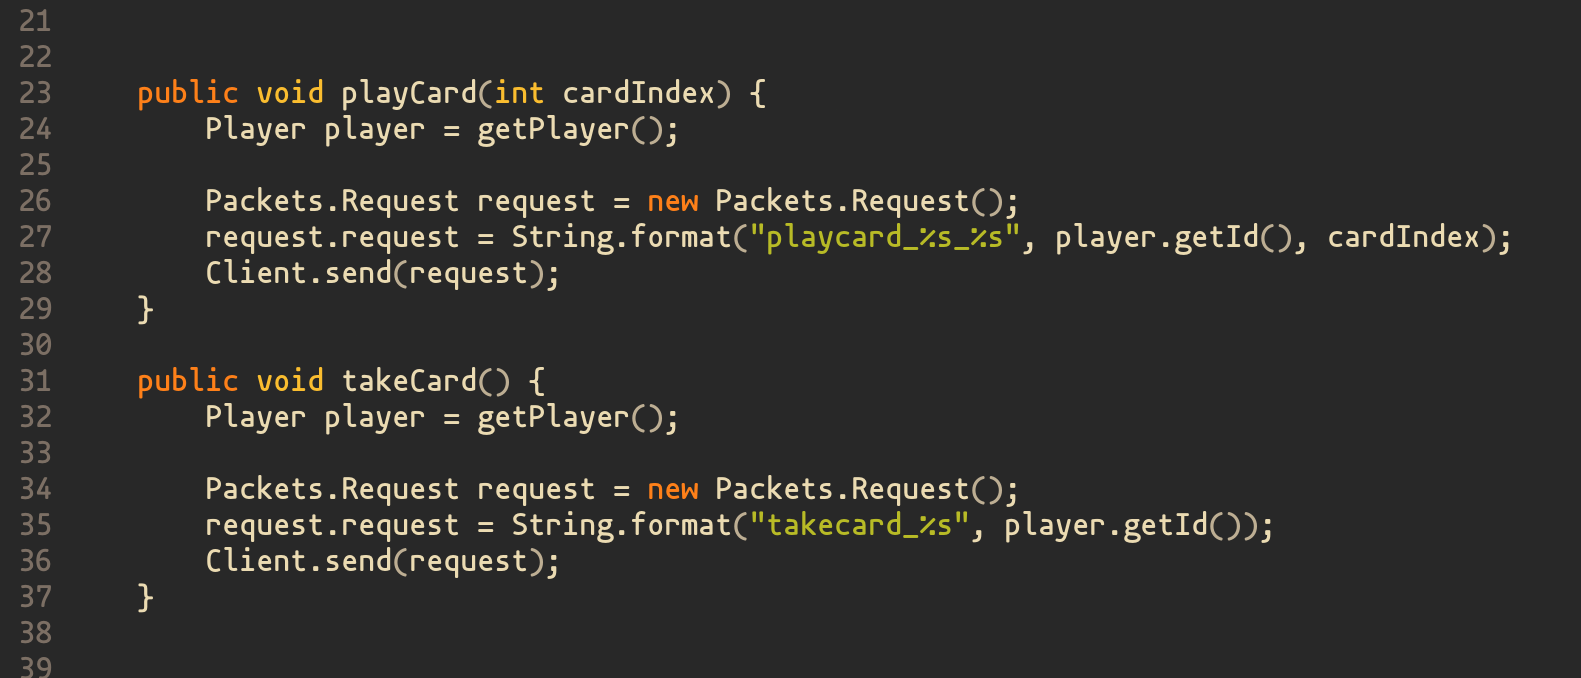 21
22
23 public void playCard(int cardIndex) {
24 Player player = getPlayer();
25
26 Packets.Request request = new Packets.Request();
27 request.request = String.format("playcard_%s_%s", player.getId(), cardIndex);
28 Client.send(request);
29 }
30
31 public void takeCard() {
32 Player player = getPlayer();
33
34 Packets.Request request = new Packets.Request();
35 request.request = String.format("takecard_%s", player.getId());
36 Client.send(request);
37 }
38
39